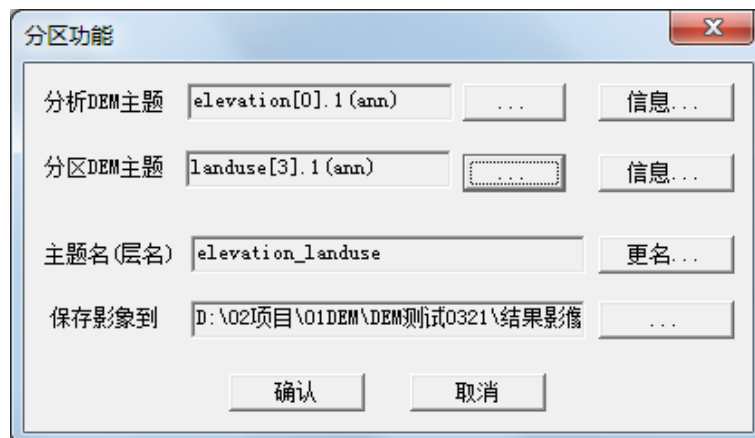 分区功能
分析DEM主题 elevation[0].1(ann) ... 信息...
分区DEM主题 landuse[3].1(ann) ... 信息...
主题名(层名) elevation_landuse 更名...
保存影象到 D:\02项目\01DEM\DEM测试0321\结果影像 ...
确认 取消